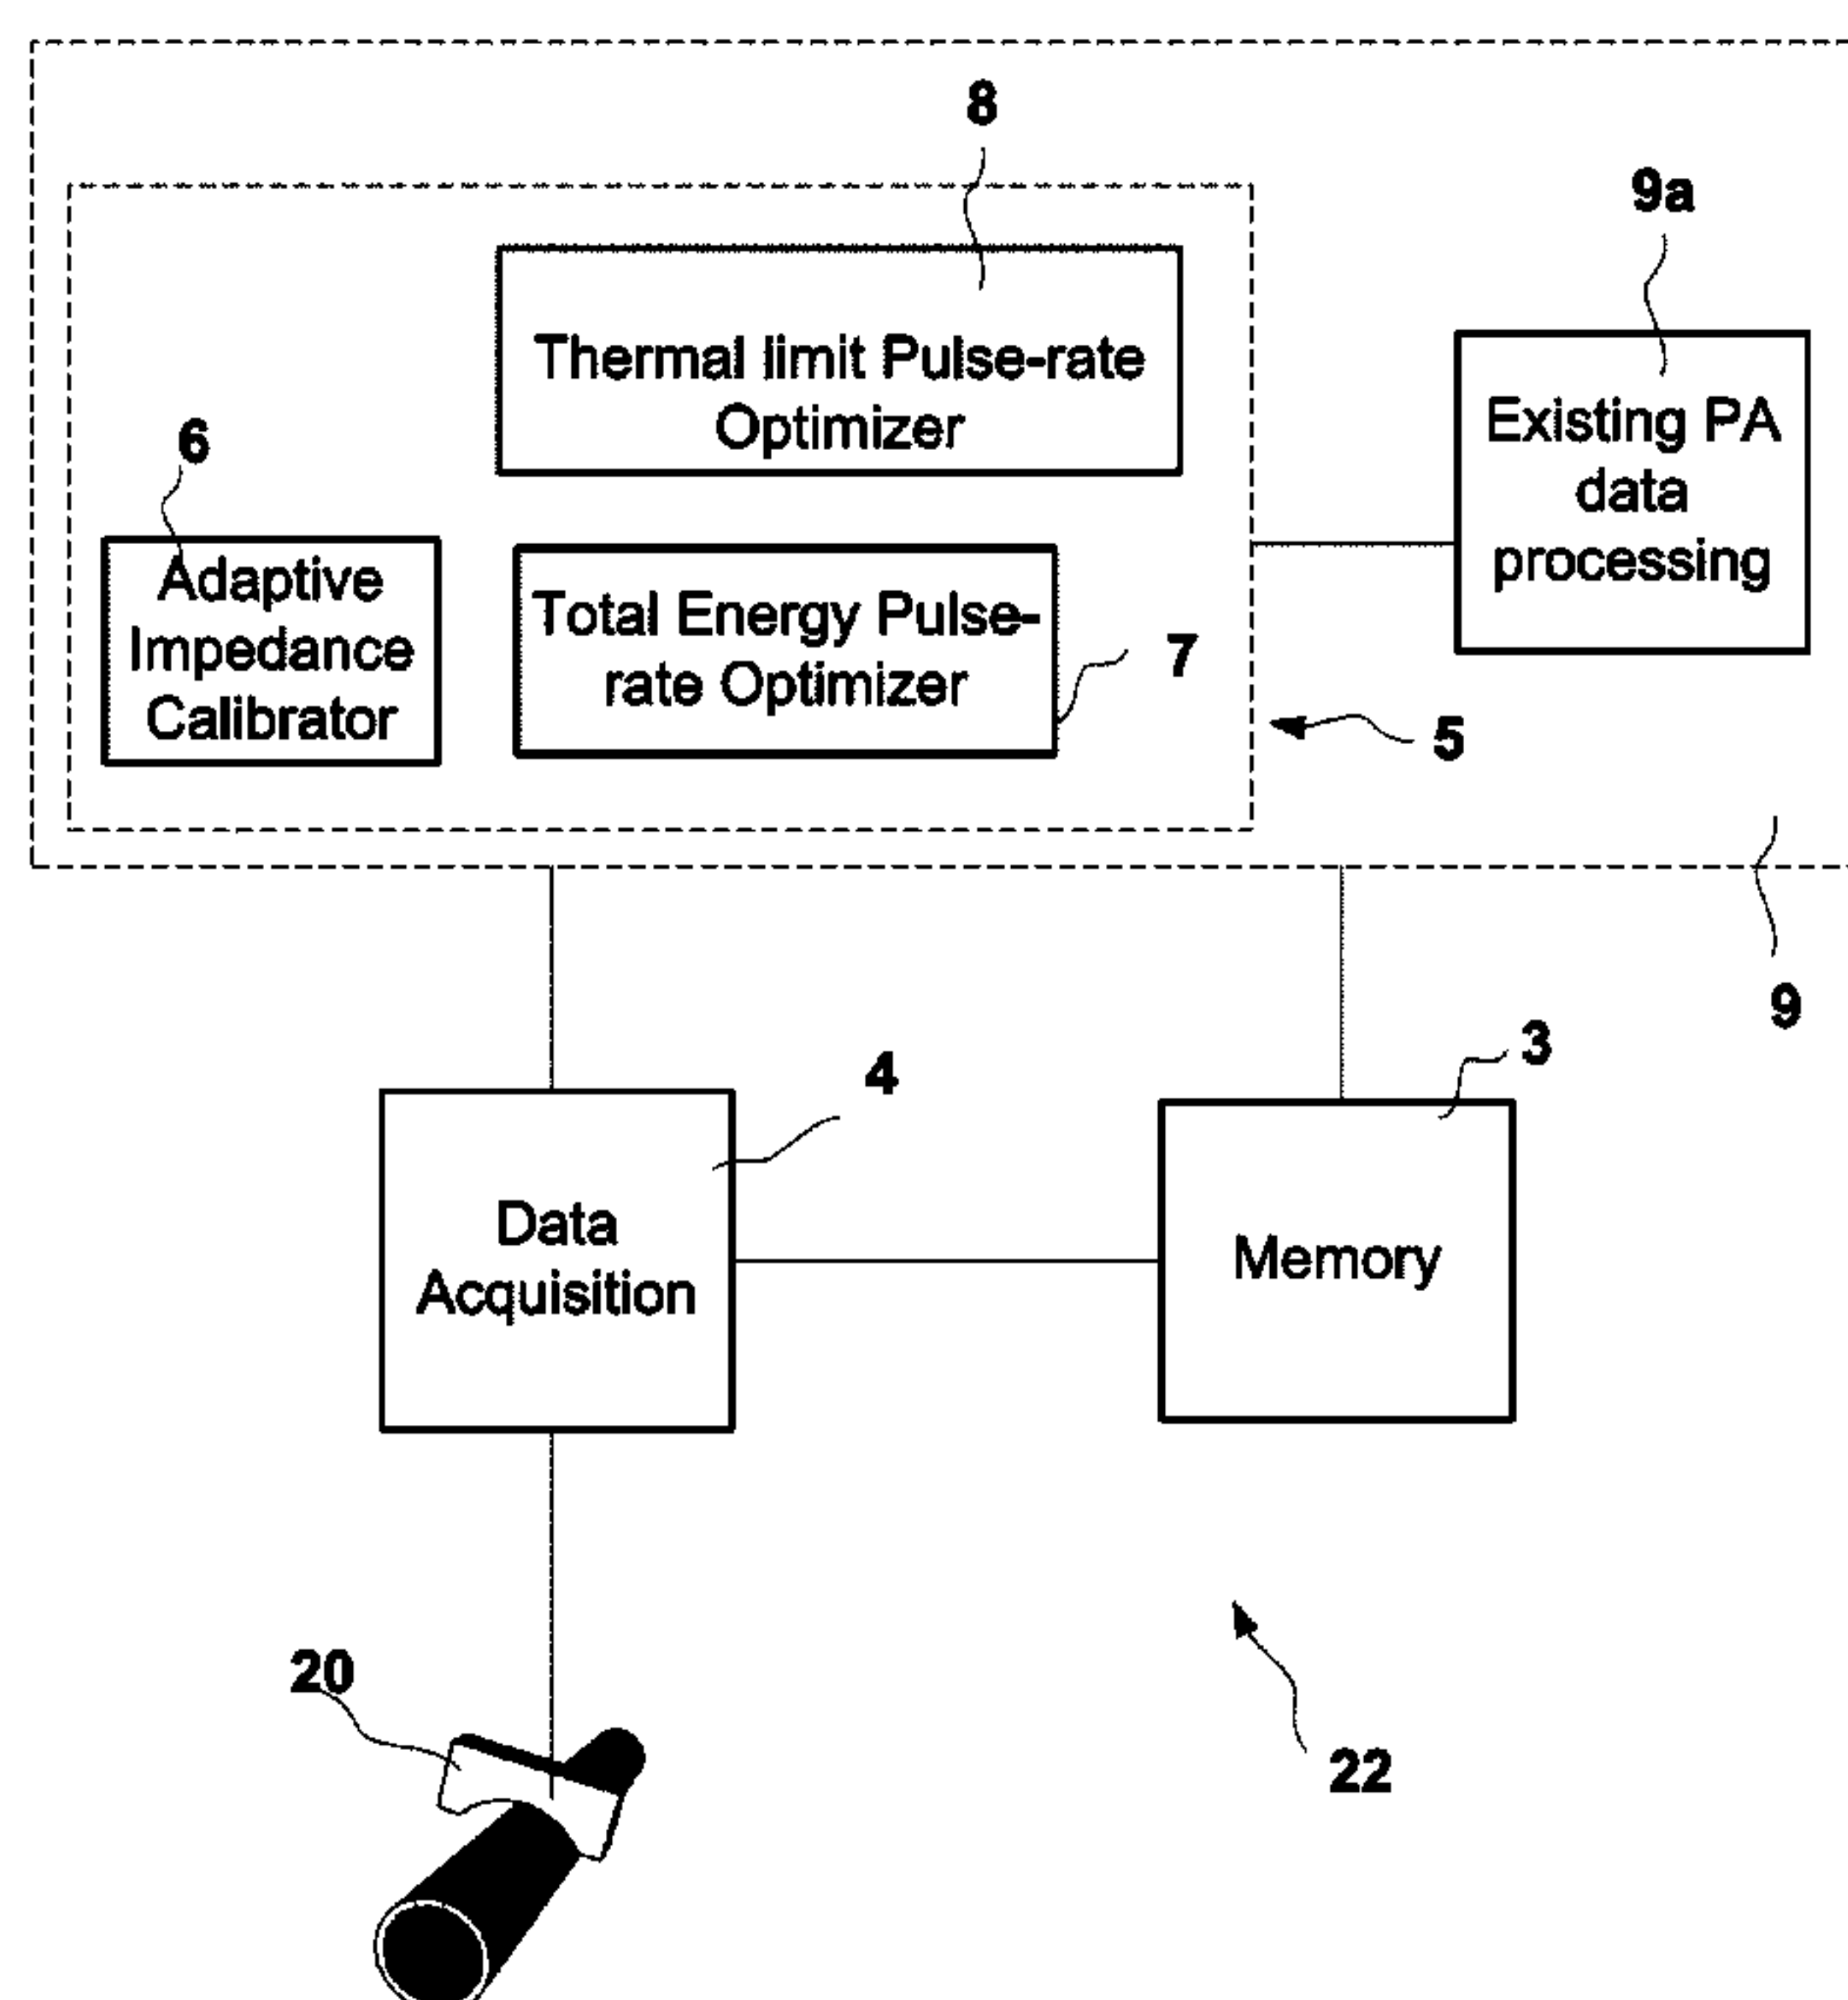 8
9a
Thermal limit Pulse-rate
Optimizer
Existing PA
data
processing
6
Adaptive
Impedance
Calibrator
Total Energy Pulse-
rate Optimizer
7
5
9
3
4
Data
Acquisition
Memory
20
22